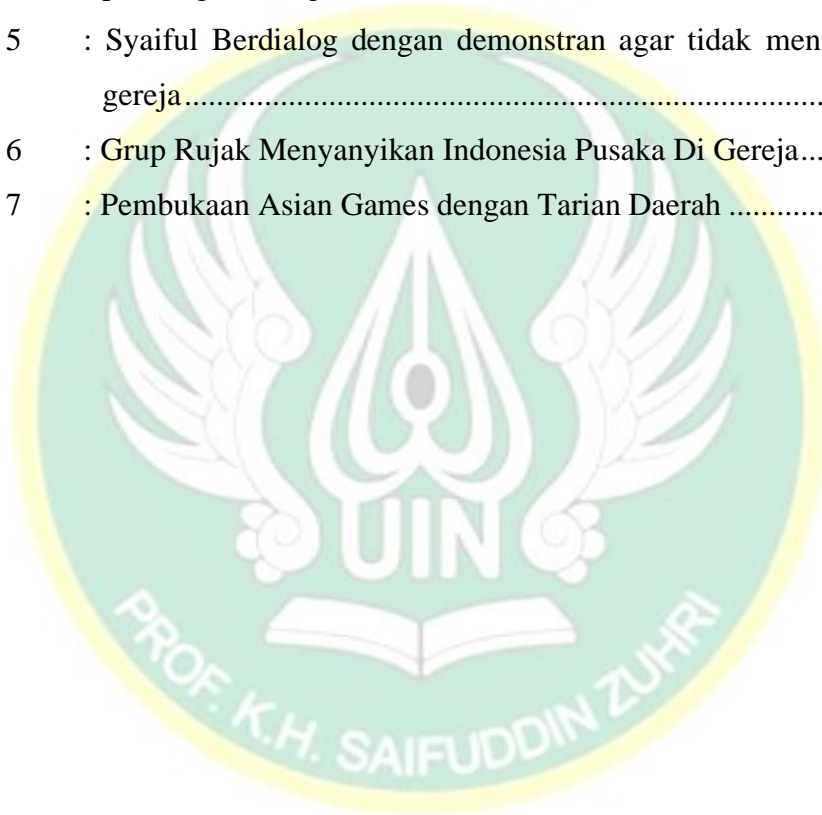 5 : Syaiful Berdialog dengan demonstran agar tidak
gereja..............................................................................
6 : Grup Rujak Menyanyikan Indonesia Pusaka Di Gereja...
7 : Pembukaan Asian Games dengan Tarian Daerah .............
UIN
PROF. K.H. SAIFUDDIN ZUHRI